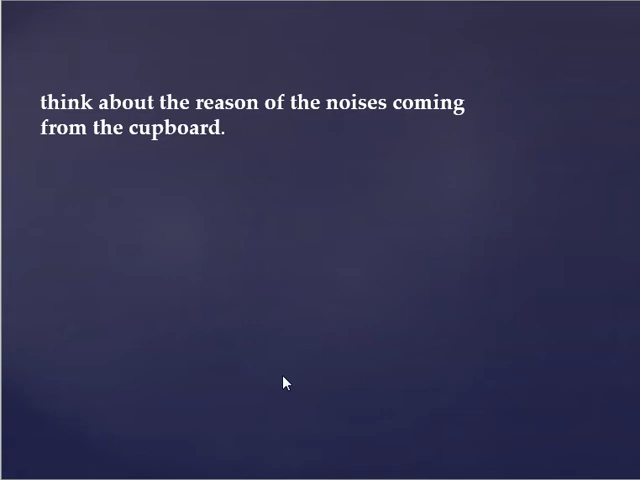 think about the reason of the noises coming
from the cupboard.